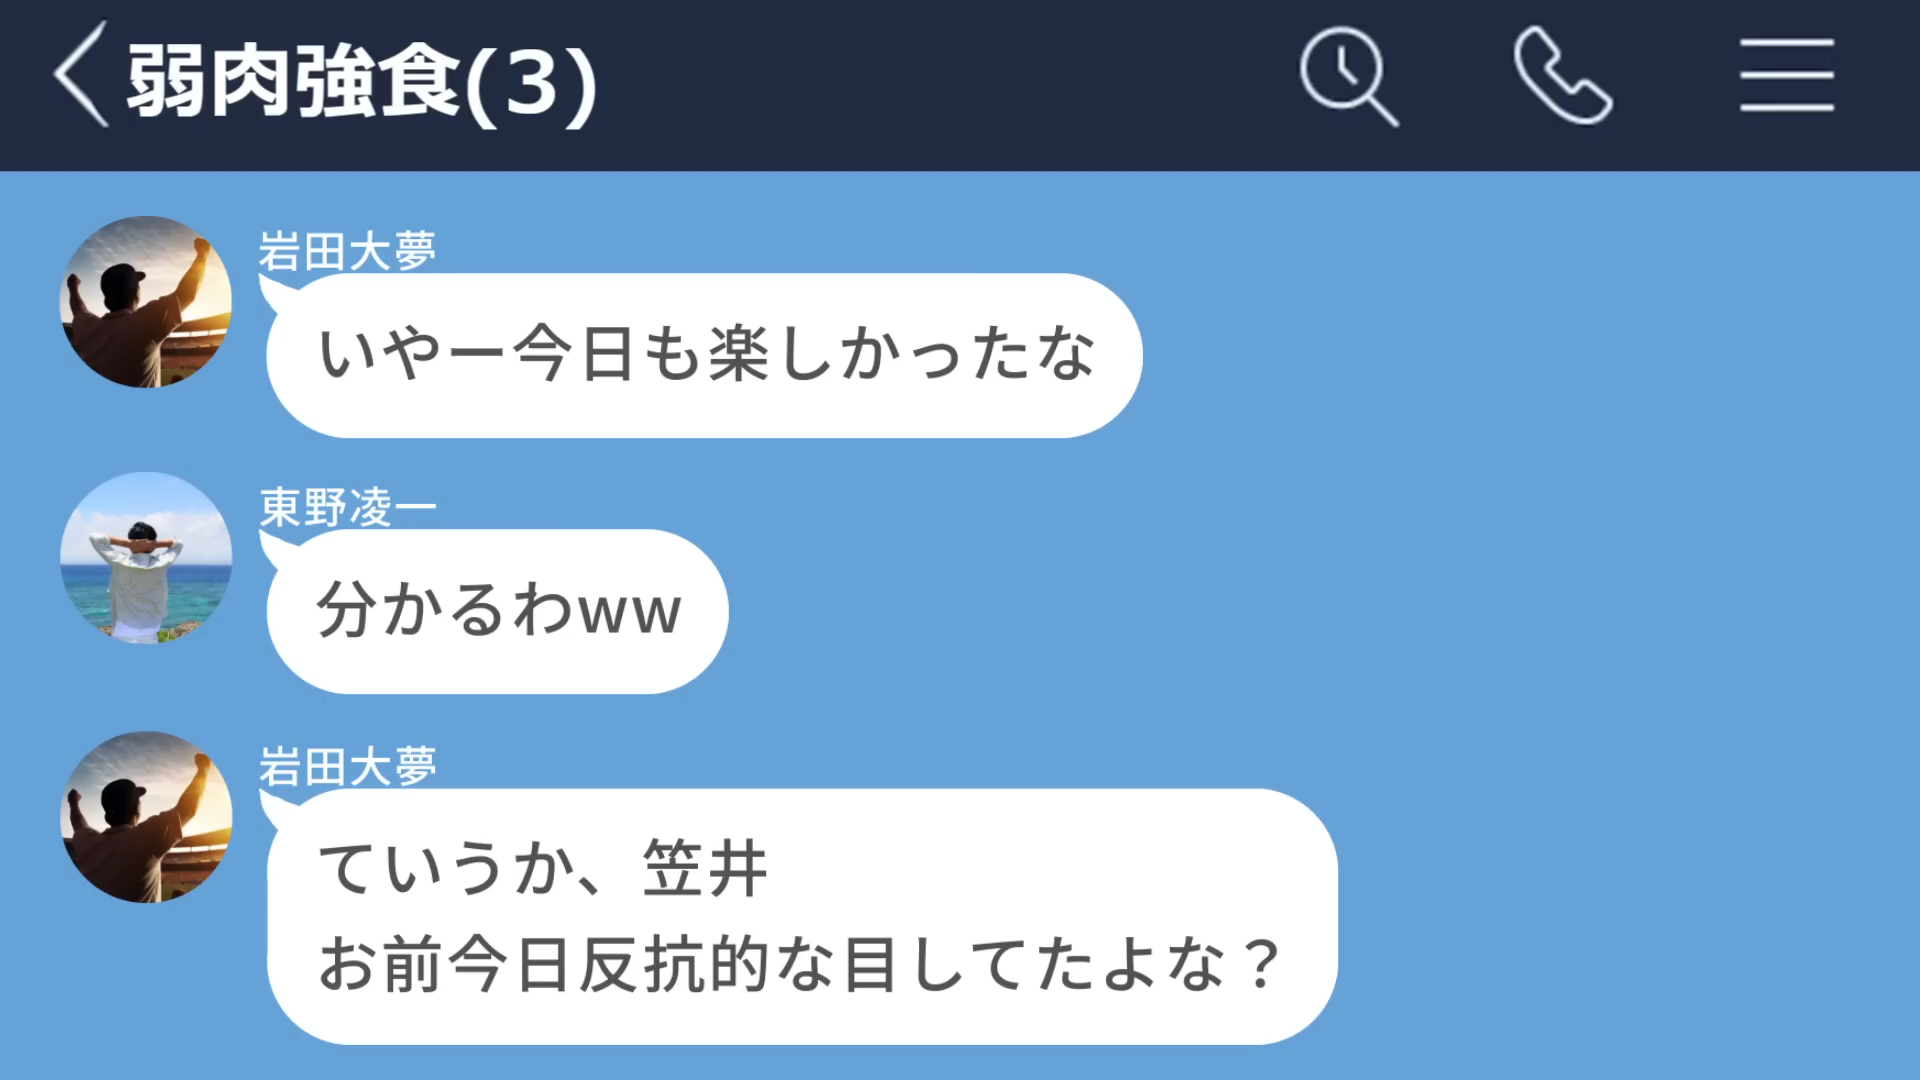 弱肉強食(3)
岩田大夢
いやー今日も楽しかったな
東野凌一
分かるわww
岩田大夢
ていうか、笠井
お前今日反抗的な目してたよな？